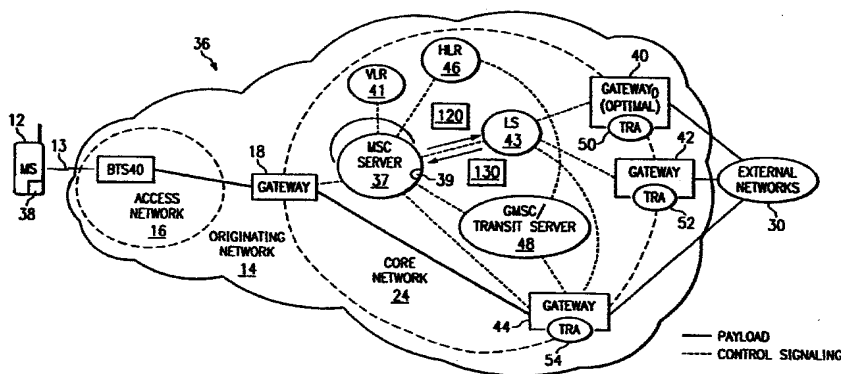 36
12
MS
38
13
BTS40
ACCESS
NETWORK
16
ORIGINATING
NETWORK
14
18
GATEWAY
VLR
41
HLR
46
120
MSC
SERVER
37
39
130
LS
43
GMSC/
TRANSIT SERVER
48
CORE
NETWORK
24
40
GATEWAY0
(OPTIMAL)
TRA
50
42
GATEWAY
TRA
52
EXTERNAL
NETWORKS
30
GATEWAY
44
TRA
54
PAYLOAD
CONTROL SIGNALING